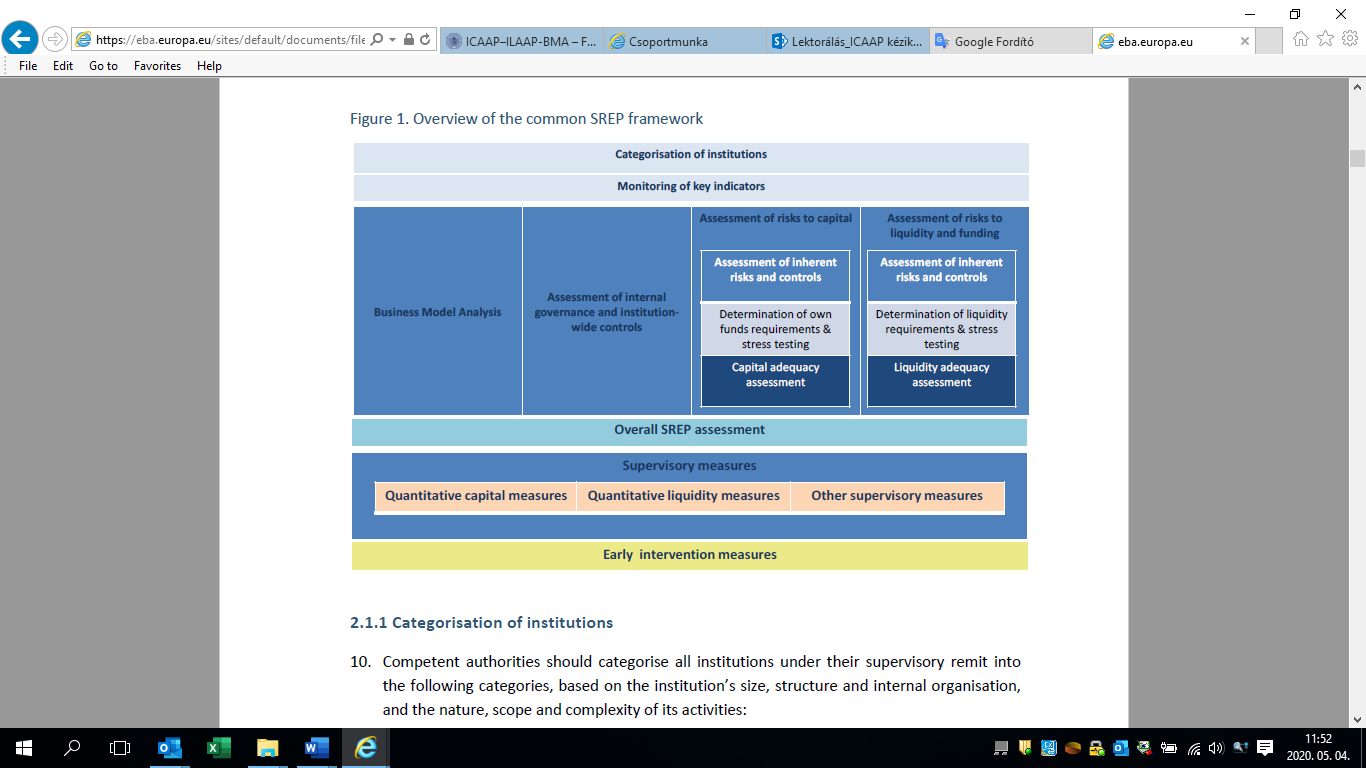 https://eba.europa.eu/sites/default/documents/file
ICAAP–ILAAP-BMA – F...
Csoportmunka
Lektorálás_ICAAP kézik...
Google Fordító
eba.europa.eu
File Edit Go to Favorites Help
Figure 1. Overview of the common SREP framework
Categorisation of institutions
Monitoring of key indicators
Business Model Analysis
Assessment of internal
governance and institution-
wide controls
Assessment of risks to capital
Assessment of inherent
risks and controls
Determination of own
funds requirements &
stress testing
Capital adequacy
assessment
Assessment of risks to
liquidity and funding
Assessment of inherent
risks and controls
Determination of liquidity
requirements & stress
testing
Liquidity adequacy
assessment
Overall SREP assessment
Supervisory measures
Quantitative capital measures
Quantitative liquidity measures
Other supervisory measures
Early intervention measures
2.1.1 Categorisation of institutions
10. Competent authorities should categorise all institutions under their supervisory remit into
the following categories, based on the institution's size, structure and internal organisation,
and the nature, scope and complexity of its activities:
11:52
2020. 05. 04.